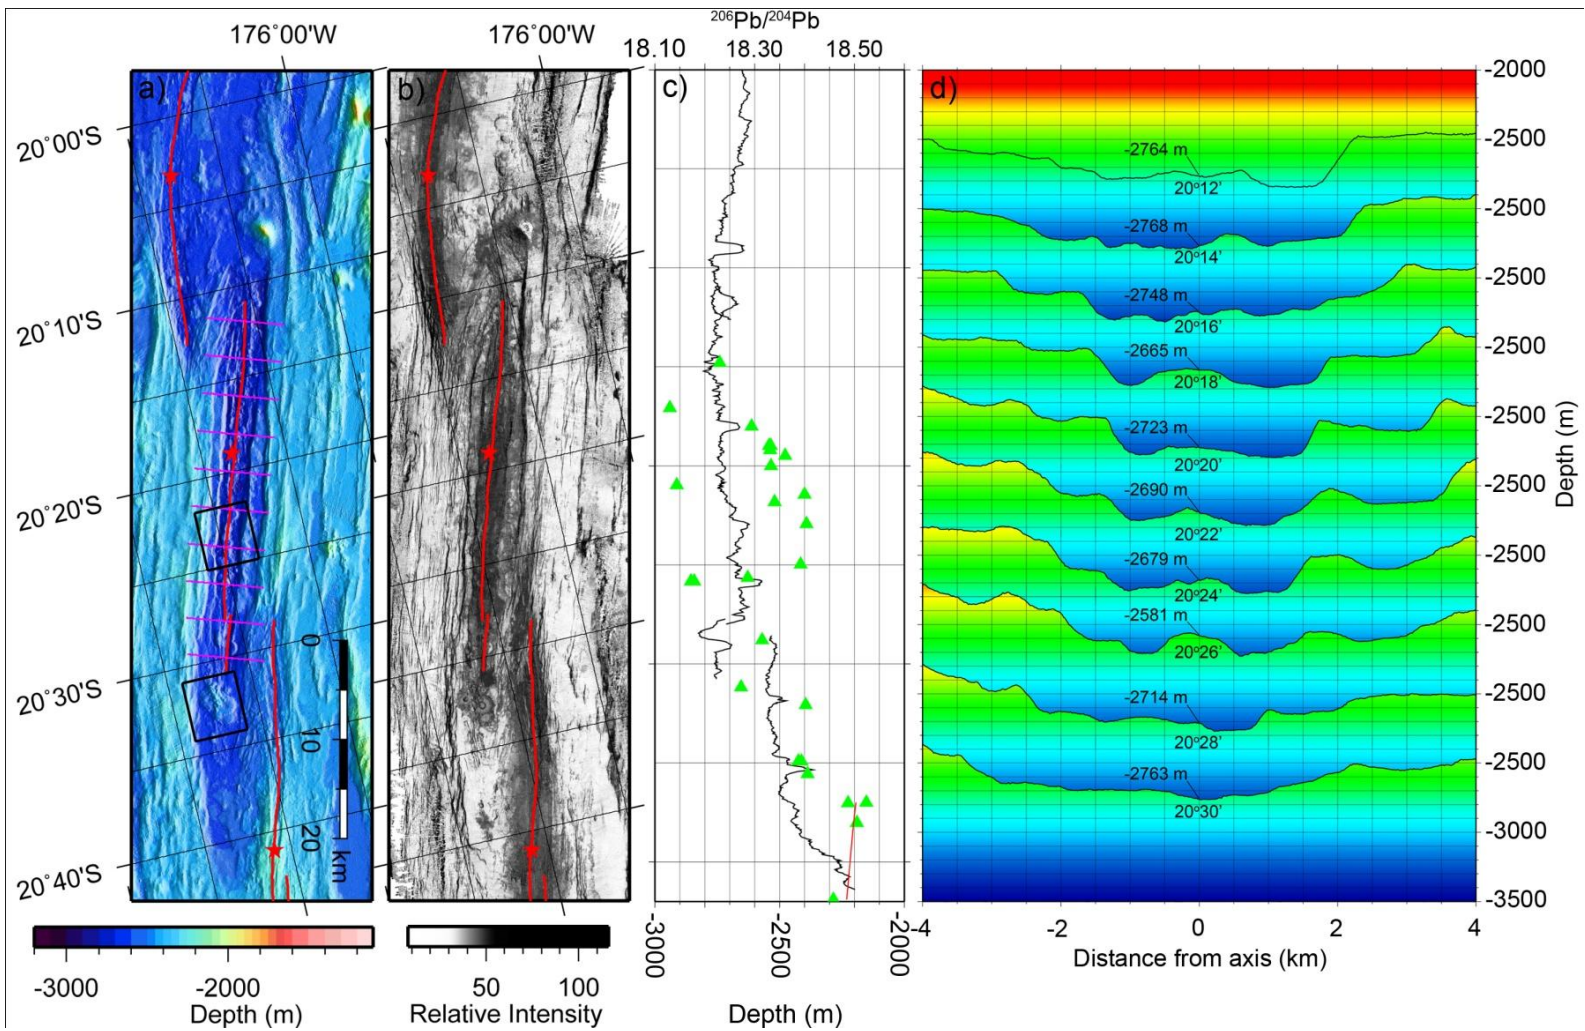 176°00'W
176°00'W
206Pb/204Pb
18.10 18.30 18.50
a)
b)
c)
d)
20°00'S
20°10'S
20°20'S
20°30'S
20°40'S
0
10
20
km
-3000 -2000
Depth (m)
50 100
Relative Intensity
-3000
-2500
-2000
Depth (m)
-2764 m
20°12'
-2768 m
20°14'
-2748 m
20°16'
-2665 m
20°18'
-2723 m
20°20'
-2690 m
20°22'
-2679 m
20°24'
-2581 m
20°26'
-2714 m
20°28'
-2763 m
20°30'
-2000
-2500
-2500
-2500
-2500
-2500
-2500
-2500
-2500
-2500
-2500
-3000
-3500
Depth (m)
-4 -2 0 2 4
Distance from axis (km)